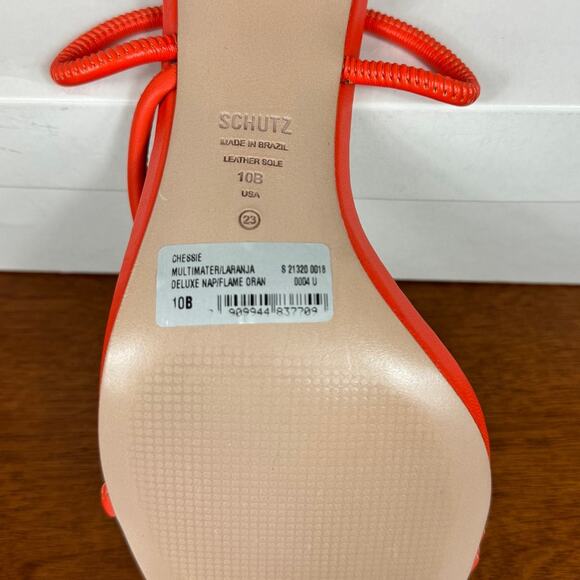 SCHUTZ
MADE IN BRAZIL
LEATHER SOLE
10B
USA
23
CHESSIE
MULTIMATER/LARANJA S 21320 0018
DELUXE NAP/FLAME ORAN 0004 U
10B
7 909944 837709